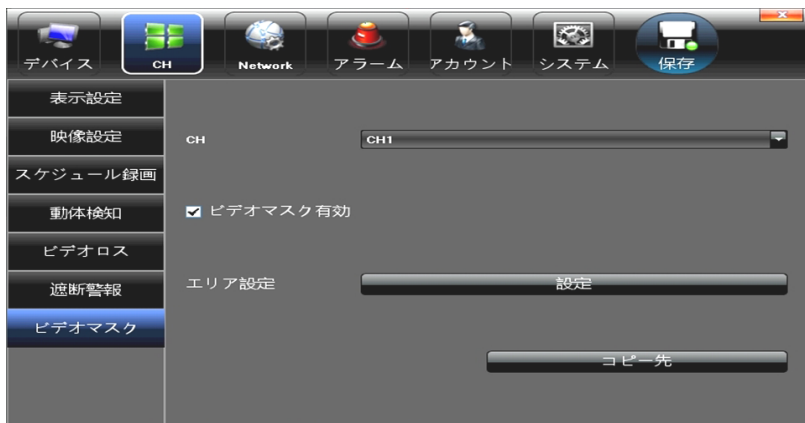 デバイス CH Network アラーム アカウント システム 保存
表示設定
映像設定
スケジュール録画
動体検知
ビデオロス
遮断警報
ビデオマスク
CH CH1
ビデオマスク有効
エリア設定 設定
コピー先